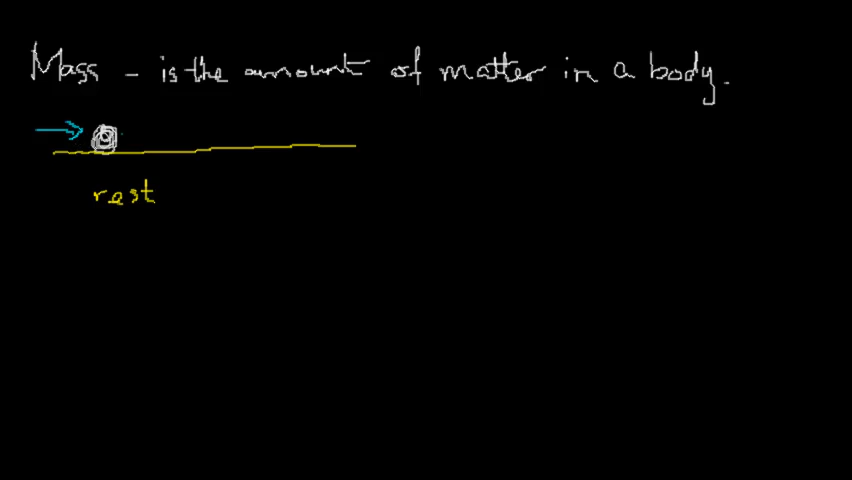 Mass - is the amount of matter in a body.
rest